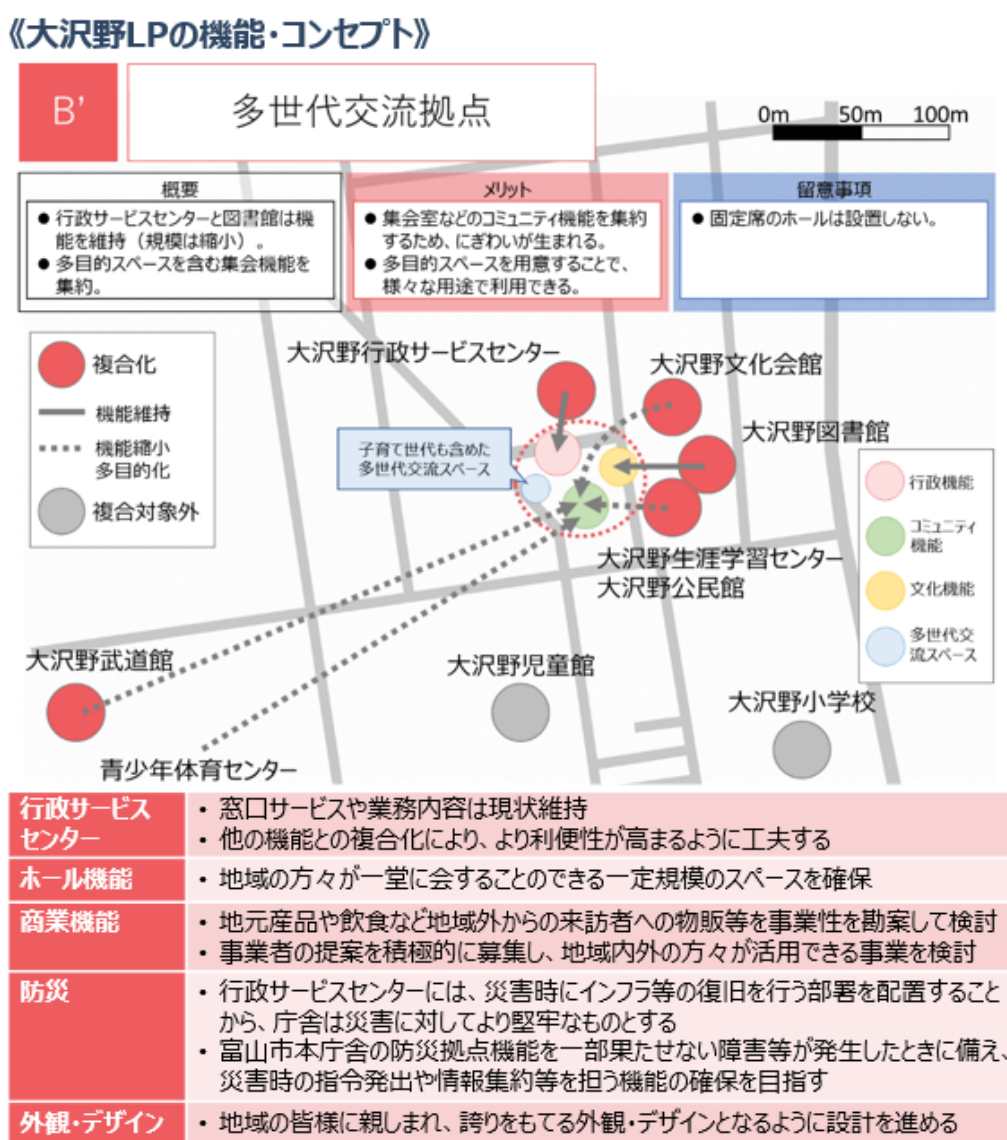 《大沢野LPの機能・コンセプト》
B’
多世代交流拠点
0m 50m 100m
概要
● 行政サービスセンターと図書館は機
能を維持（規模は縮小）。
● 多目的スペースを含む集会機能を
集約。
メリット
● 集会室などのコミュニティ機能を集約
するため、にぎわいが生まれる。
● 多目的スペースを用意することで、
様々な用途で利用できる。
留意事項
● 固定席のホールは設置しない。
複合化
機能維持
機能縮小
多目的化
複合対象外
大沢野行政サービスセンター
大沢野文化会館
大沢野図書館
子育て世代も含めた
多世代交流スペース
大沢野生涯学習センター
大沢野公民館
行政機能
コミュニティ
機能
文化機能
多世代交
流スペース
大沢野武道館
大沢野児童館
大沢野小学校
青少年体育センター
行政サービス
センター
・ 窓口サービスや業務内容は現状維持
・ 他の機能との複合化により、より利便性が高まるように工夫する
ホール機能
・ 地域の方々が一堂に会することのできる一定規模のスペースを確保
商業機能
・ 地元産品や飲食など地域外からの来訪者への物販等を事業性を勘案して検討
・ 事業者の提案を積極的に募集し、地域内外の方々が活用できる事業を検討
防災
・ 行政サービスセンターには、災害時にインフラ等の復旧を行う部署を配置すること
から、庁舎は災害に対してより堅牢なものとする
・ 富山市本庁舎の防災拠点機能を一部果たせない障害等が発生したときに備え、
災害時の指令発出や情報集約等を担う機能の確保を目指す
外観・デザイン
・ 地域の皆様に親しまれ、誇りをもてる外観・デザインとなるように設計を進める